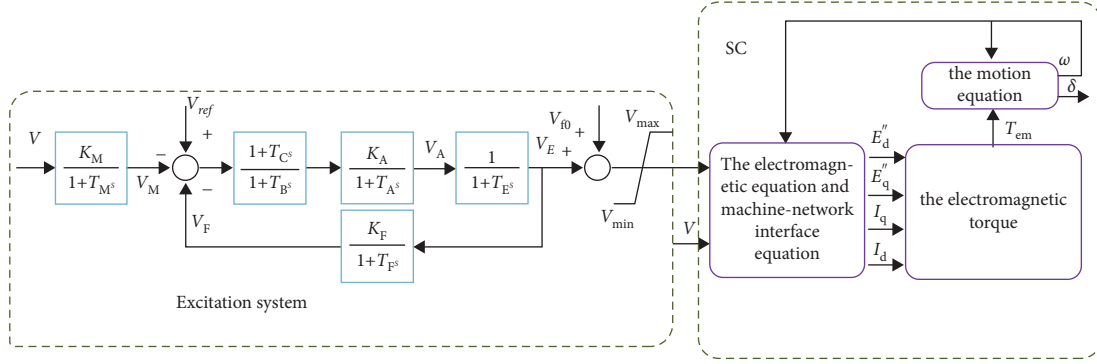 SC
ω
the motion
equation
δ
T_em
V_ref
V_f0
V_max
V
K_M
1+T_M^s
V_M
−
+
−
1+T_C^s
1+T_B^s
K_A
1+T_A^s
V_A
1
1+T_E^s
V_E
+
+
V_min
V_F
K_F
1+T_F^s
V
The electromagn-
netic equation and
machine-network
interface
equation
E″_d
E″_q
I_q
I_d
the electromagnetic
torque
Excitation system